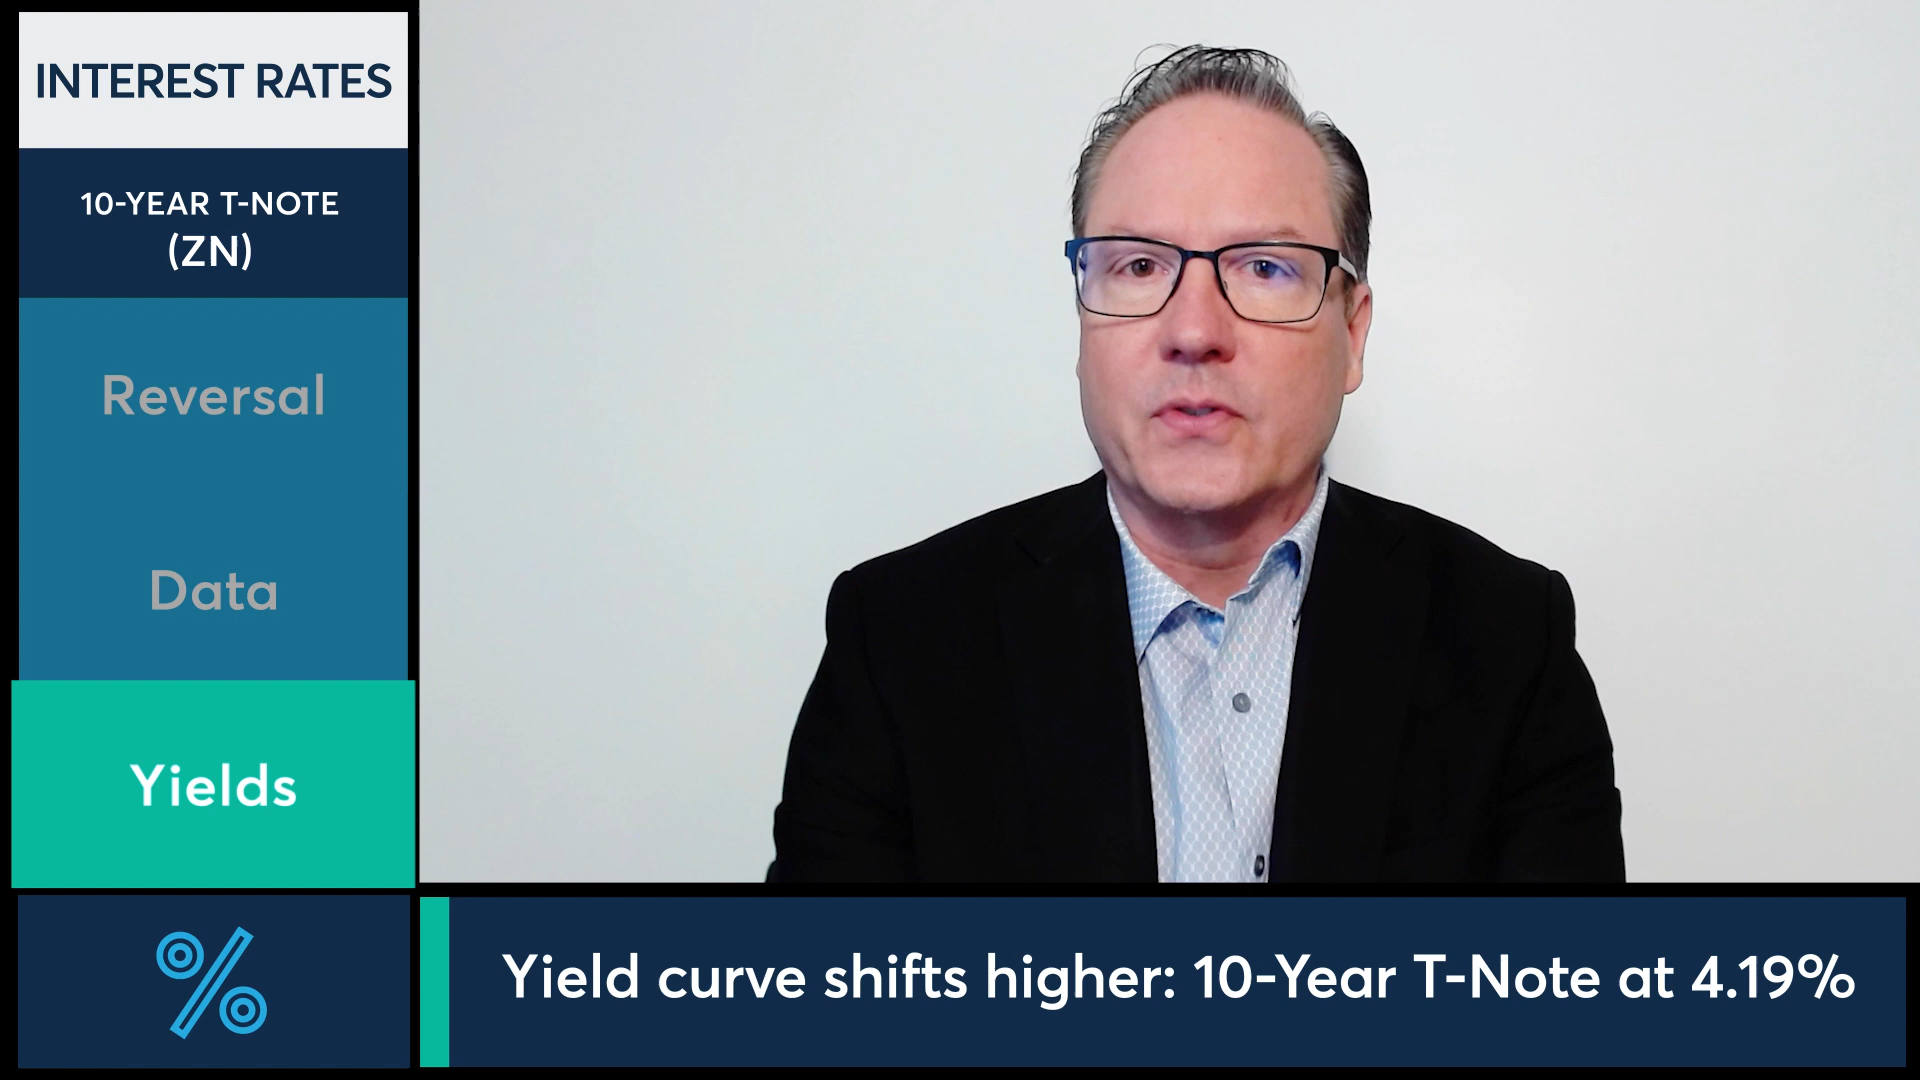 INTEREST RATES
10-YEAR T-NOTE
(ZN)
Reversal
Data
Yields
%
Yield curve shifts higher: 10-Year T-Note at 4.19%